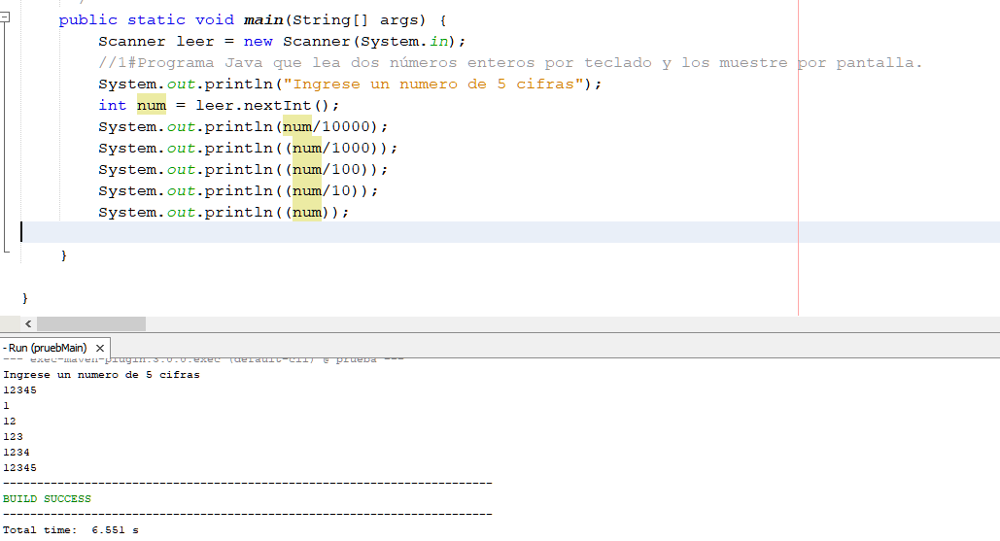 public static void main(String[] args) {
Scanner leer = new Scanner(System.in);
//1#Programa Java que lea dos números enteros por teclado y los muestre por pantalla.
System.out.println("Ingrese un numero de 5 cifras");
int num = leer.nextInt();
System.out.println(num/10000);
System.out.println((num/1000));
System.out.println((num/100));
System.out.println((num/10));
System.out.println((num));
}
}
- Run (pruebMain) ×
--- exec-maven-plugin:3.0.0:exec (default-cli) @ prueba ---
Ingrese un numero de 5 cifras
12345
1
12
123
1234
12345
------------------------------------------------------------------------
BUILD SUCCESS
------------------------------------------------------------------------
Total time:  6.551 s